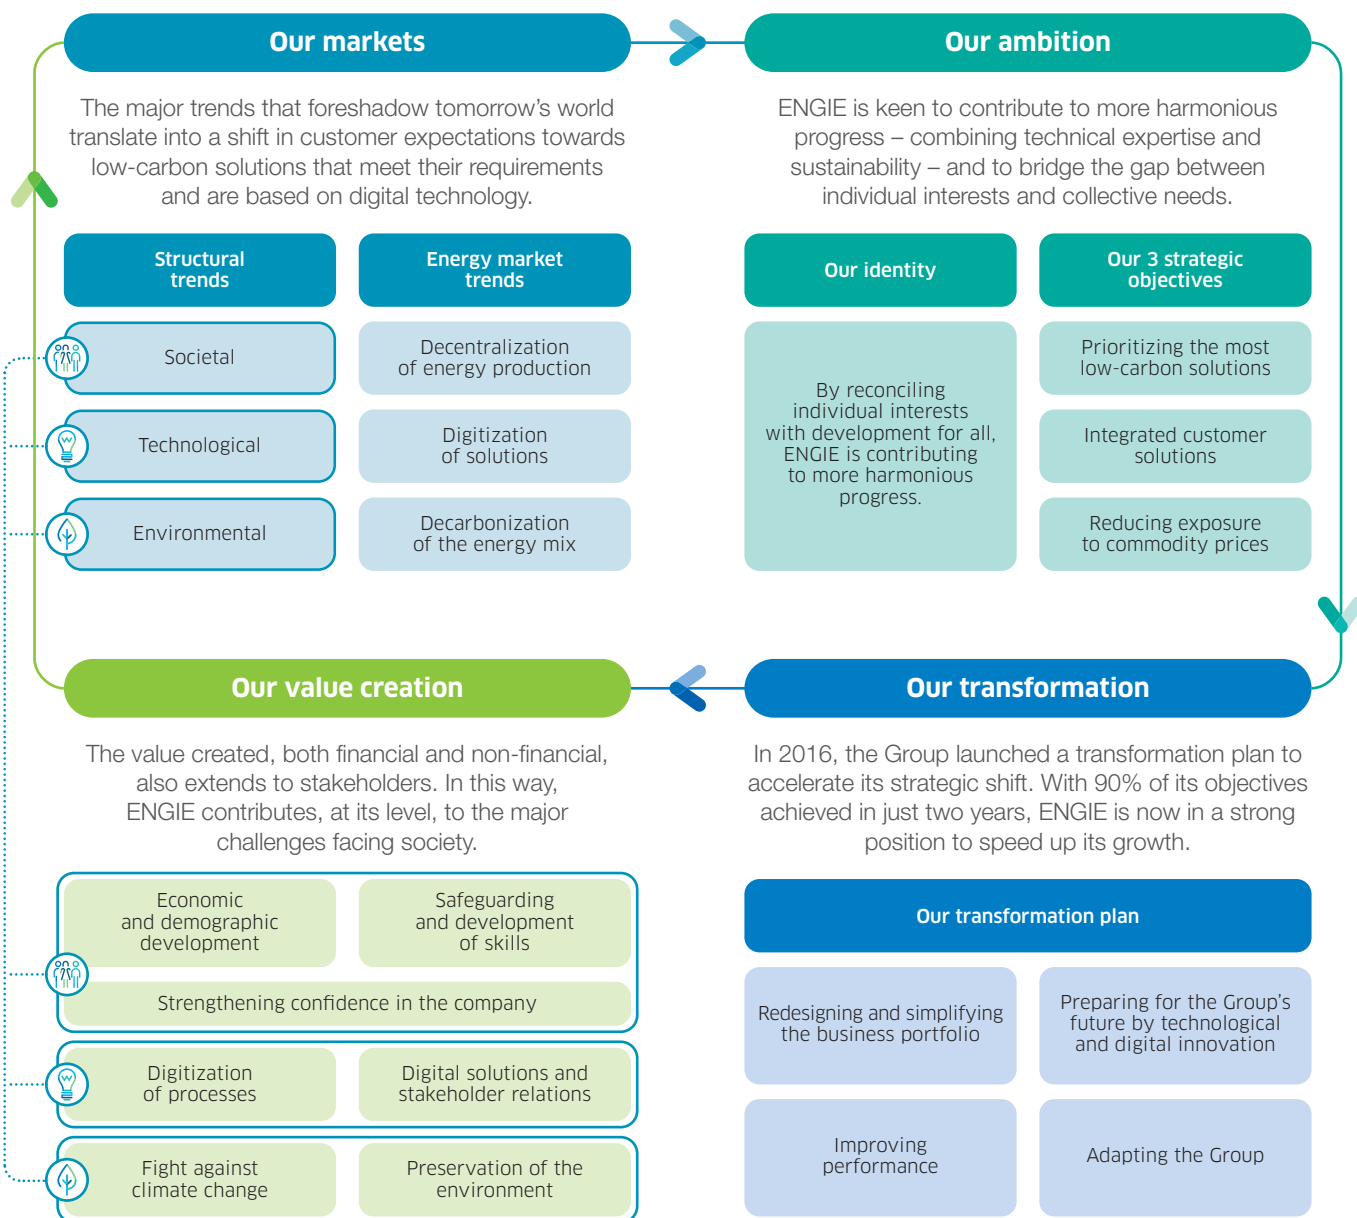 Our markets
The major trends that foreshadow tomorrow's world
translate into a shift in customer expectations towards
low-carbon solutions that meet their requirements
and are based on digital technology.
Structural
trends
Energy market
trends
Societal
Decentralization
of energy production
Technological
Digitization
of solutions
Environmental
Decarbonization
of the energy mix
Our ambition
ENGIE is keen to contribute to more harmonious
progress – combining technical expertise and
sustainability – and to bridge the gap between
individual interests and collective needs.
Our identity
Our 3 strategic
objectives
By reconciling
individual interests
with development for all,
ENGIE is contributing
to more harmonious
progress.
Prioritizing the most
low-carbon solutions
Integrated customer
solutions
Reducing exposure
to commodity prices
Our value creation
The value created, both financial and non-financial,
also extends to stakeholders. In this way,
ENGIE contributes, at its level, to the major
challenges facing society.
Economic
and demographic
development
Safeguarding
and development
of skills
Strengthening confidence in the company
Digitization
of processes
Digital solutions and
stakeholder relations
Fight against
climate change
Preservation of the
environment
Our transformation
In 2016, the Group launched a transformation plan to
accelerate its strategic shift. With 90% of its objectives
achieved in just two years, ENGIE is now in a strong
position to speed up its growth.
Our transformation plan
Redesigning and simplifying
the business portfolio
Preparing for the Group's
future by technological
and digital innovation
Improving
performance
Adapting the Group